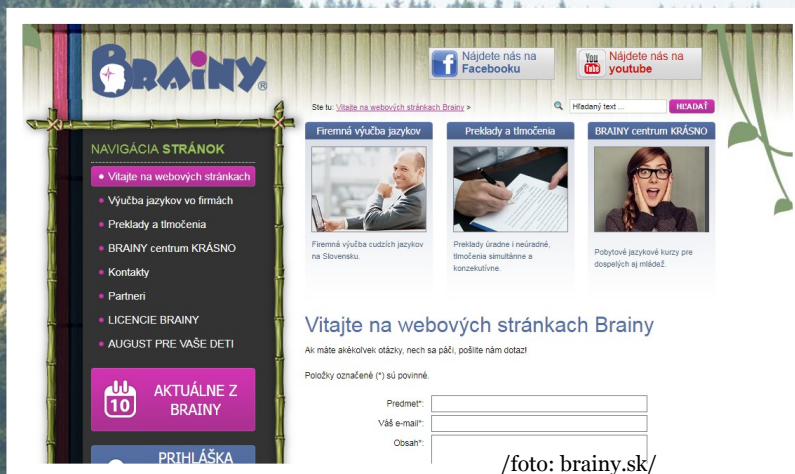 BRAiNY®
Nájdete nás na
Facebooku
You
Tube
Nájdete nás na
youtube
Ste tu: Vitajte na webových stránkach Brainy >
Hľadaný text ...
HĽADAŤ
NAVIGÁCIA STRÁNOK
Vitajte na webových stránkach
Výučba jazykov vo firmách
Preklady a tlmočenia
BRAINY centrum KRÁSNO
Kontakty
Partneri
LICENCIE BRAINY
AUGUST PRE VAŠE DETI
10
AKTUÁLNE Z
BRAINY
PRIHLÁŠKA
Firemná výučba jazykov
Firemná výučba cudzích jazykov
na Slovensku.
Preklady a tlmočenia
Preklady úradne i neúradné,
tlmočenia simultánne a
konzekutívne.
BRAINY centrum KRÁSNO
Pobytové jazykové kurzy pre
dospelých aj mládež.
Vitajte na webových stránkach Brainy
Ak máte akékoľvek otázky, nech sa páči, pošlite nám dotaz!
Položky označené (*) sú povinné.
Predmet*:
Váš e-mail*:
Obsah*:
/foto: brainy.sk/